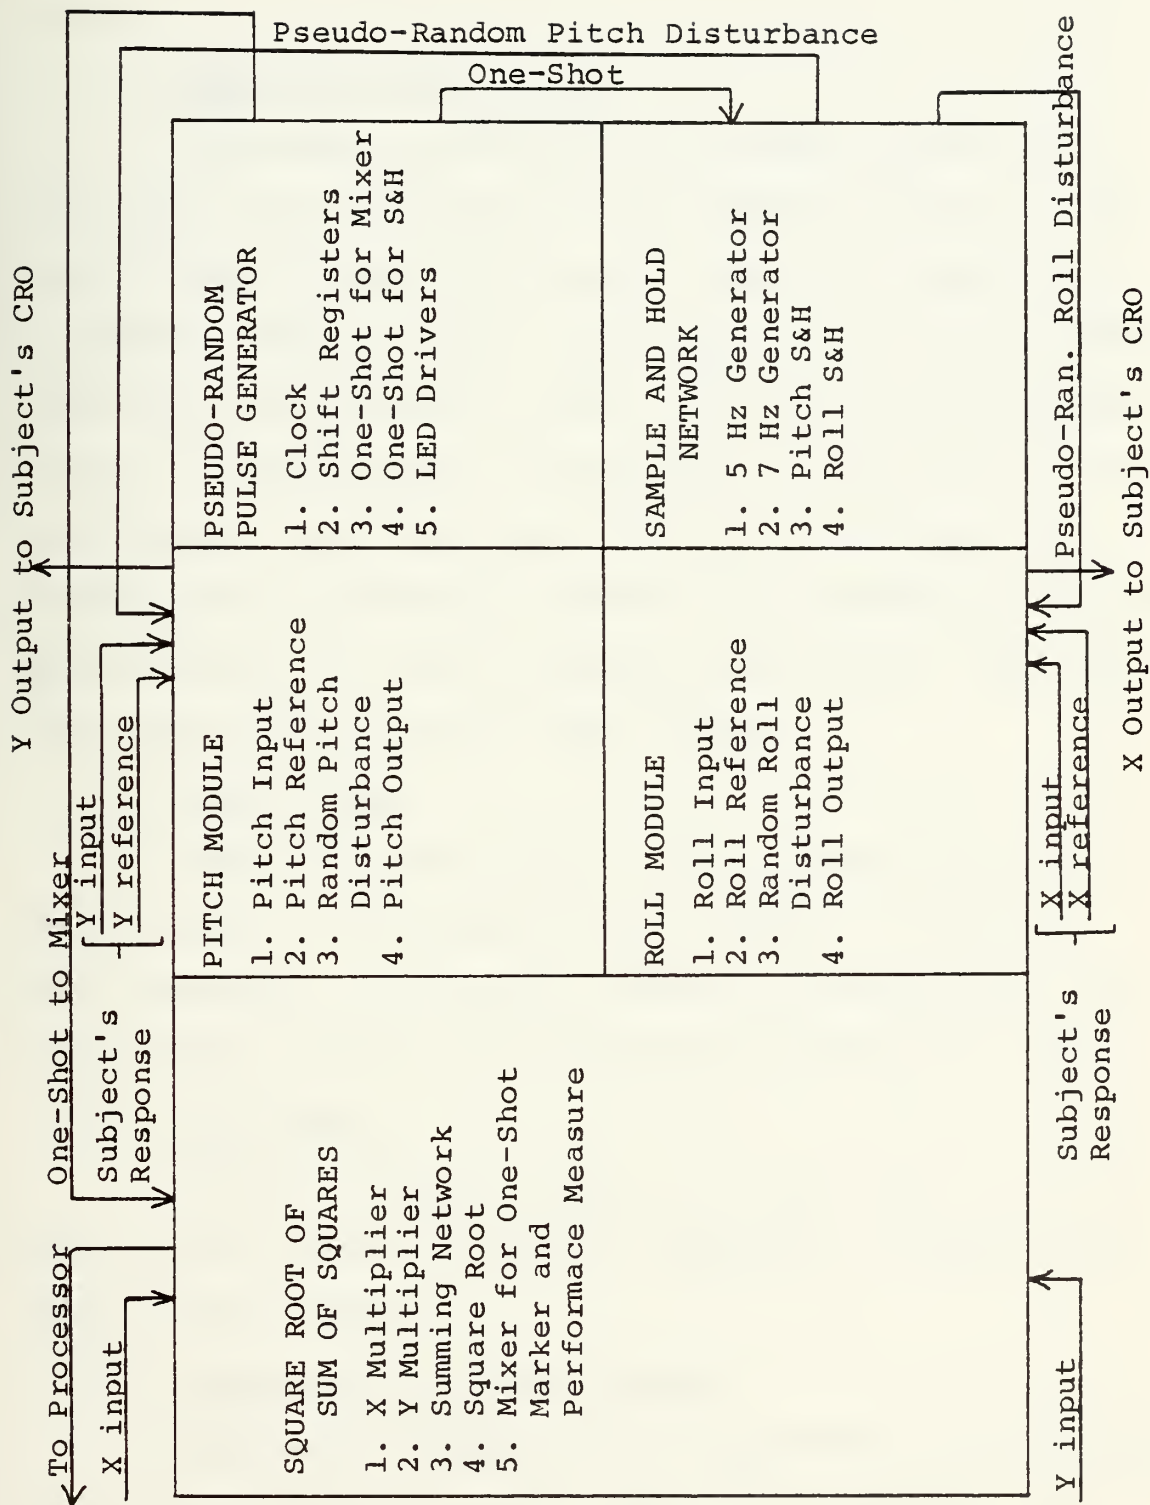 Y Output to Subject's CRO
Pseudo-Random Pitch Disturbance
One-Shot
To Processor
One-Shot to Mixer
X input
Subject's
Response
Y input
Y reference
SQUARE ROOT OF
SUM OF SQUARES
1. X Multiplier
2. Y Multiplier
3. Summing Network
4. Square Root
5. Mixer for One-Shot
Marker and
Performace Measure
PITCH MODULE
1. Pitch Input
2. Pitch Reference
3. Random Pitch
Disturbance
4. Pitch Output
PSEUDO-RANDOM
PULSE GENERATOR
1. Clock
2. Shift Registers
3. One-Shot for Mixer
4. One-Shot for S&H
5. LED Drivers
ROLL MODULE
1. Roll Input
2. Roll Reference
3. Random Roll
Disturbance
4. Roll Output
SAMPLE AND HOLD
NETWORK
1. 5 Hz Generator
2. 7 Hz Generator
3. Pitch S&H
4. Roll S&H
Y input
Subject's
Response
X input
X reference
Pseudo-Ran. Roll Disturbance
X Output to Subject's CRO